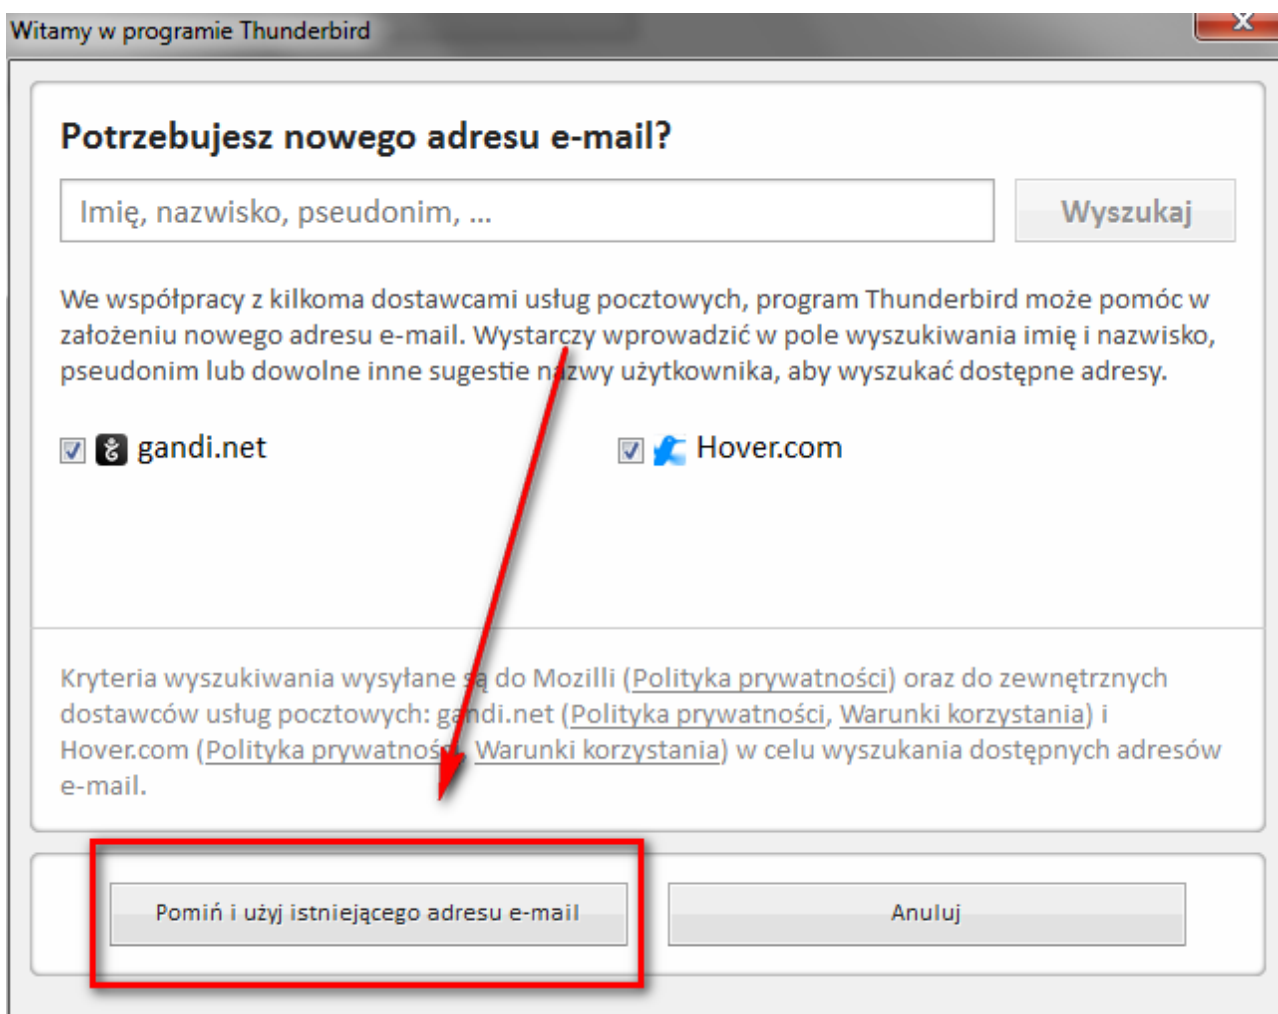 Witamy w programie Thunderbird
Potrzebujesz nowego adresu e-mail?
Imię, nazwisko, pseudonim, ...
Wyszukaj
We współpracy z kilkoma dostawcami usług pocztowych, program Thunderbird może pomóc w
założeniu nowego adresu e-mail. Wystarczy wprowadzić w pole wyszukiwania imię i nazwisko,
pseudonim lub dowolne inne sugestie nazwy użytkownika, aby wyszukać dostępne adresy.
gandi.net
Hover.com
Kryteria wyszukiwania wysyłane są do Mozilli (Polityka prywatności) oraz do zewnętrznych
dostawców usług pocztowych: gandi.net (Polityka prywatności, Warunki korzystania) i
Hover.com (Polityka prywatności, Warunki korzystania) w celu wyszukania dostępnych adresów
e-mail.
Pomiń i użyj istniejącego adresu e-mail
Anuluj